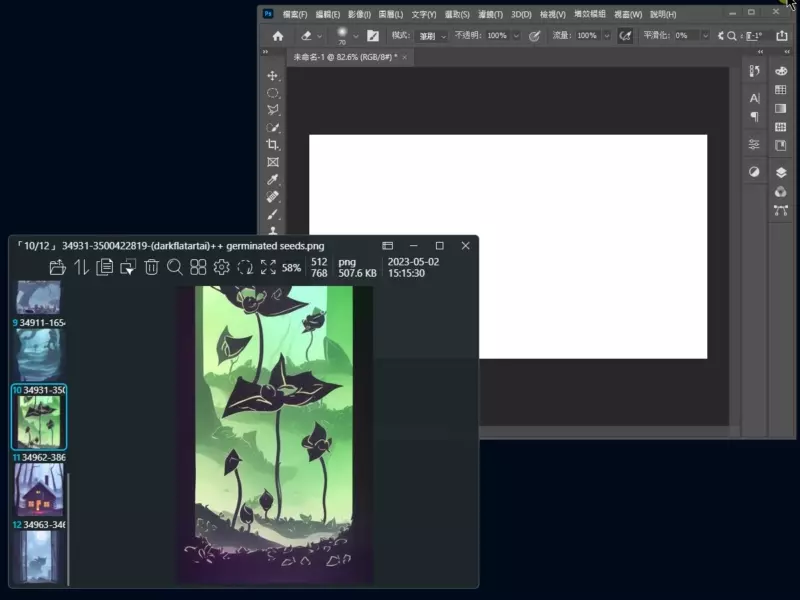 Ps 檔案(F) 編輯(E) 影像(I) 圖層(L) 文字(Y) 選取(S) 濾鏡(T) 3D(D) 檢視(V) 增效模組 視窗(W) 說明(H)
70 模式: 筆刷 不透明: 100% 流量: 100% 平滑化: 0% -1°
未命名-1 @ 82.6% (RGB/8#) * ×
「10/12」 34931-3500422819-(darkflatartai)++ germinated seeds.png
58% 512 png 2023-05-02
768 507.6 KB 15:15:30
9 34911-165
10 34931-350
11 34962-386
12 34963-346